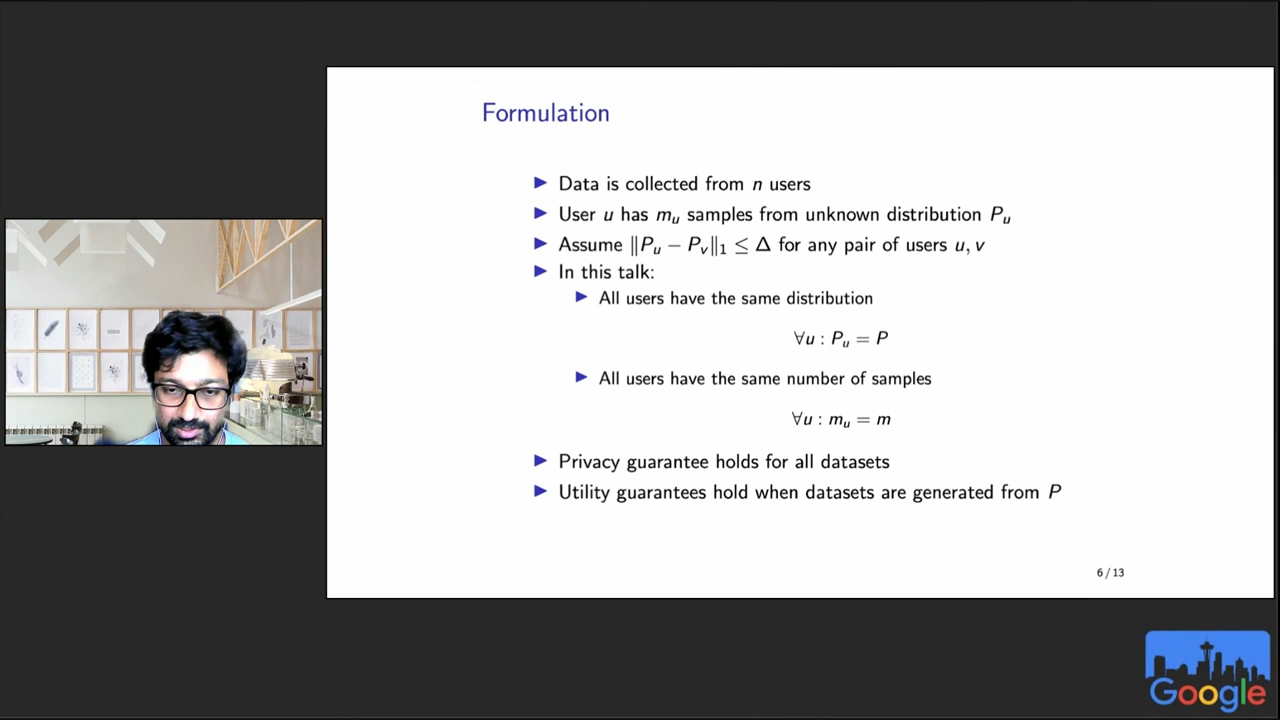 Formulation
Data is collected from n users
User u has m_u samples from unknown distribution P_u
Assume ‖P_u − P_v‖_1 ≤ Δ for any pair of users u, v
In this talk:
All users have the same distribution
∀u : P_u = P
All users have the same number of samples
∀u : m_u = m
Privacy guarantee holds for all datasets
Utility guarantees hold when datasets are generated from P
6 / 13
Google